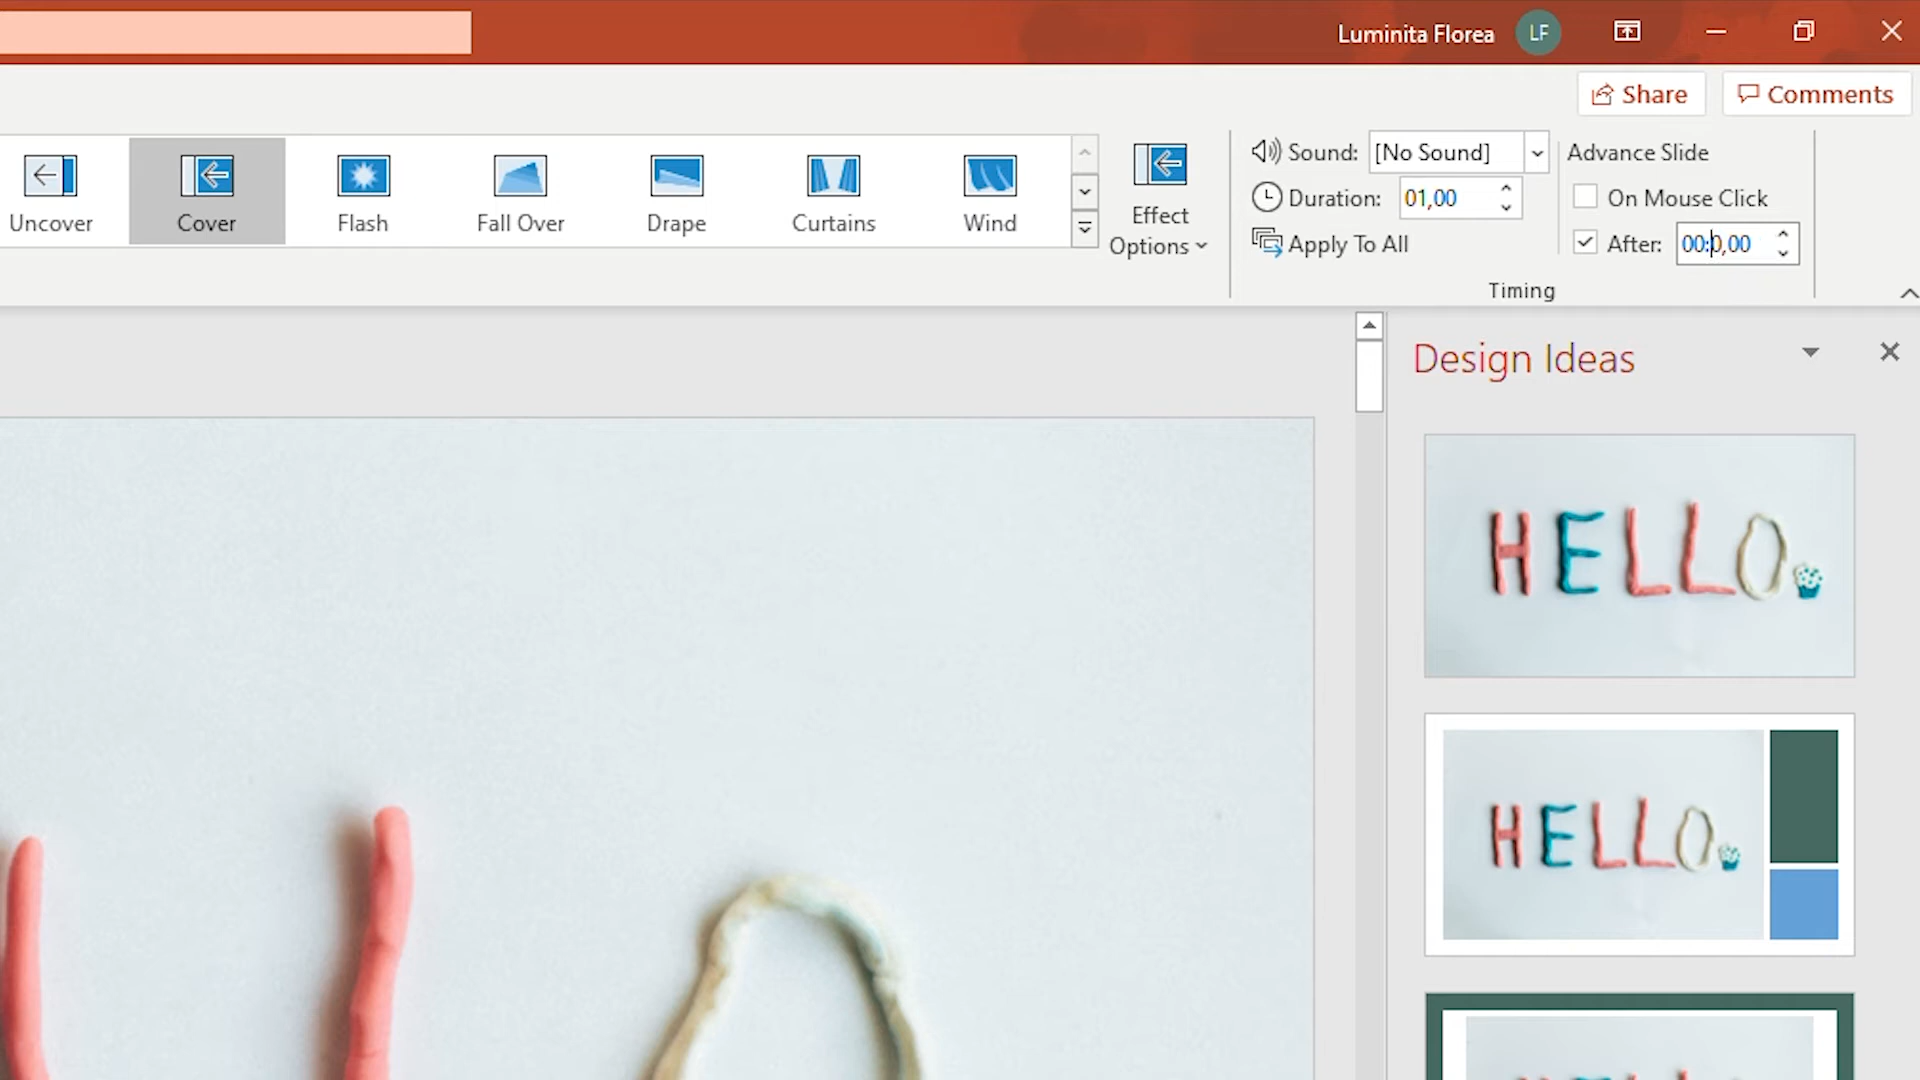 Luminita Florea LF
Share Comments
Uncover Cover Flash Fall Over Drape Curtains Wind
Effect
Options
Sound: [No Sound]
Duration: 01,00
Apply To All
Advance Slide
On Mouse Click
After: 00:0,00
Timing
Design Ideas
HELLO
HELLO